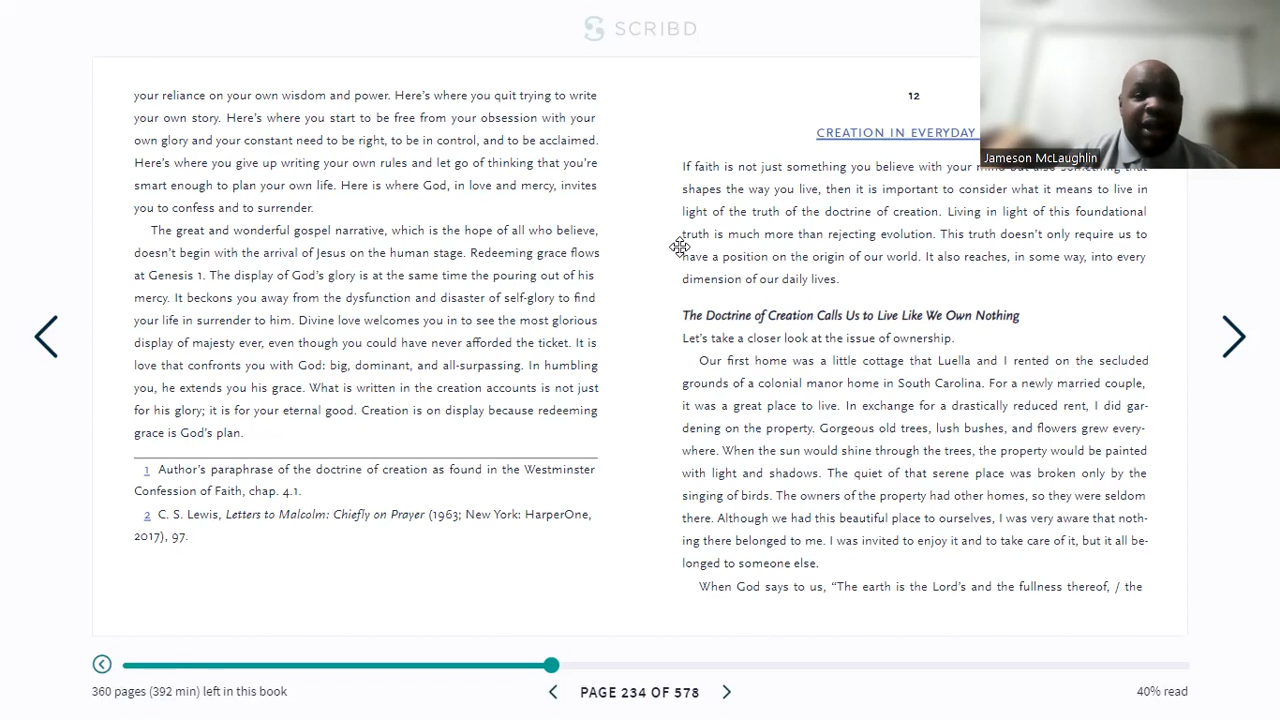 SCRIBD
your reliance on your own wisdom and power. Here's where you quit trying to write
your own story. Here's where you start to be free from your obsession with your
own glory and your constant need to be right, to be in control, and to be acclaimed.
Here's where you give up writing your own rules and let go of thinking that you're
smart enough to plan your own life. Here is where God, in love and mercy, invites
you to confess and to surrender.
The great and wonderful gospel narrative, which is the hope of all who believe,
doesn't begin with the arrival of Jesus on the human stage. Redeeming grace flows
at Genesis 1. The display of God's glory is at the same time the pouring out of his
mercy. It beckons you away from the dysfunction and disaster of self-glory to find
your life in surrender to him. Divine love welcomes you in to see the most glorious
display of majesty ever, even though you could have never afforded the ticket. It is
love that confronts you with God: big, dominant, and all-surpassing. In humbling
you, he extends you his grace. What is written in the creation accounts is not just
for his glory; it is for your eternal good. Creation is on display because redeeming
grace is God's plan.
1 Author's paraphrase of the doctrine of creation as found in the Westminster
Confession of Faith, chap. 4.1.
2 C. S. Lewis, Letters to Malcolm: Chiefly on Prayer (1963; New York: HarperOne,
2017), 97.
12
CREATION IN EVERYDAY
If faith is not just something you believe with your mind but also something that
shapes the way you live, then it is important to consider what it means to live in
light of the truth of the doctrine of creation. Living in light of this foundational
truth is much more than rejecting evolution. This truth doesn't only require us to
have a position on the origin of our world. It also reaches, in some way, into every
dimension of our daily lives.
The Doctrine of Creation Calls Us to Live Like We Own Nothing
Let's take a closer look at the issue of ownership.
Our first home was a little cottage that Luella and I rented on the secluded
grounds of a colonial manor home in South Carolina. For a newly married couple,
it was a great place to live. In exchange for a drastically reduced rent, I did gar-
dening on the property. Gorgeous old trees, lush bushes, and flowers grew every-
where. When the sun would shine through the trees, the property would be painted
with light and shadows. The quiet of that serene place was broken only by the
singing of birds. The owners of the property had other homes, so they were seldom
there. Although we had this beautiful place to ourselves, I was very aware that noth-
ing there belonged to me. I was invited to enjoy it and to take care of it, but it all be-
longed to someone else.
When God says to us, "The earth is the Lord's and the fullness thereof, / the
Jameson McLaughlin
360 pages (392 min) left in this book
PAGE 234 OF 578
40% read